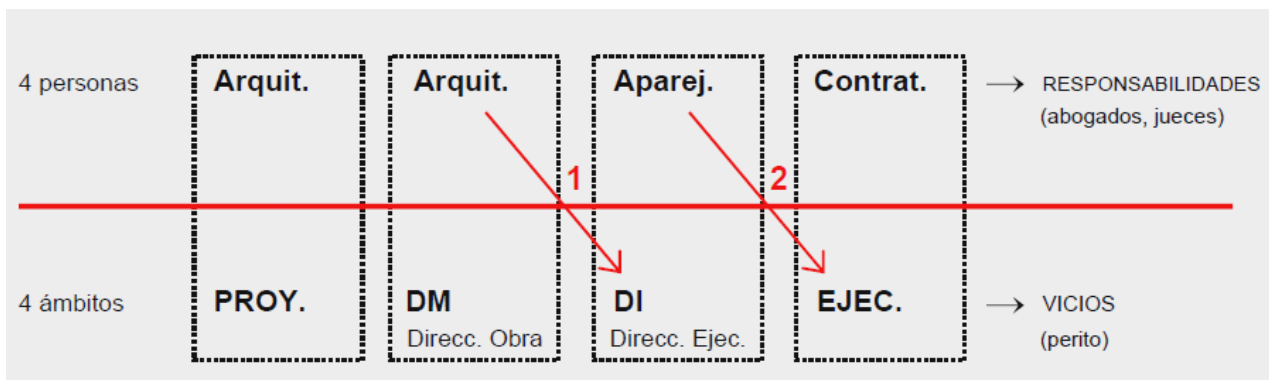 4 personas
Arquit.
Arquit.
Aparej.
Contrat.
→ RESPONSABILIDADES
(abogados, jueces)
1
2
4 ámbitos
PROY.
DM
Direcc. Obra
DI
Direcc. Ejec.
EJEC.
→ VICIOS
(perito)